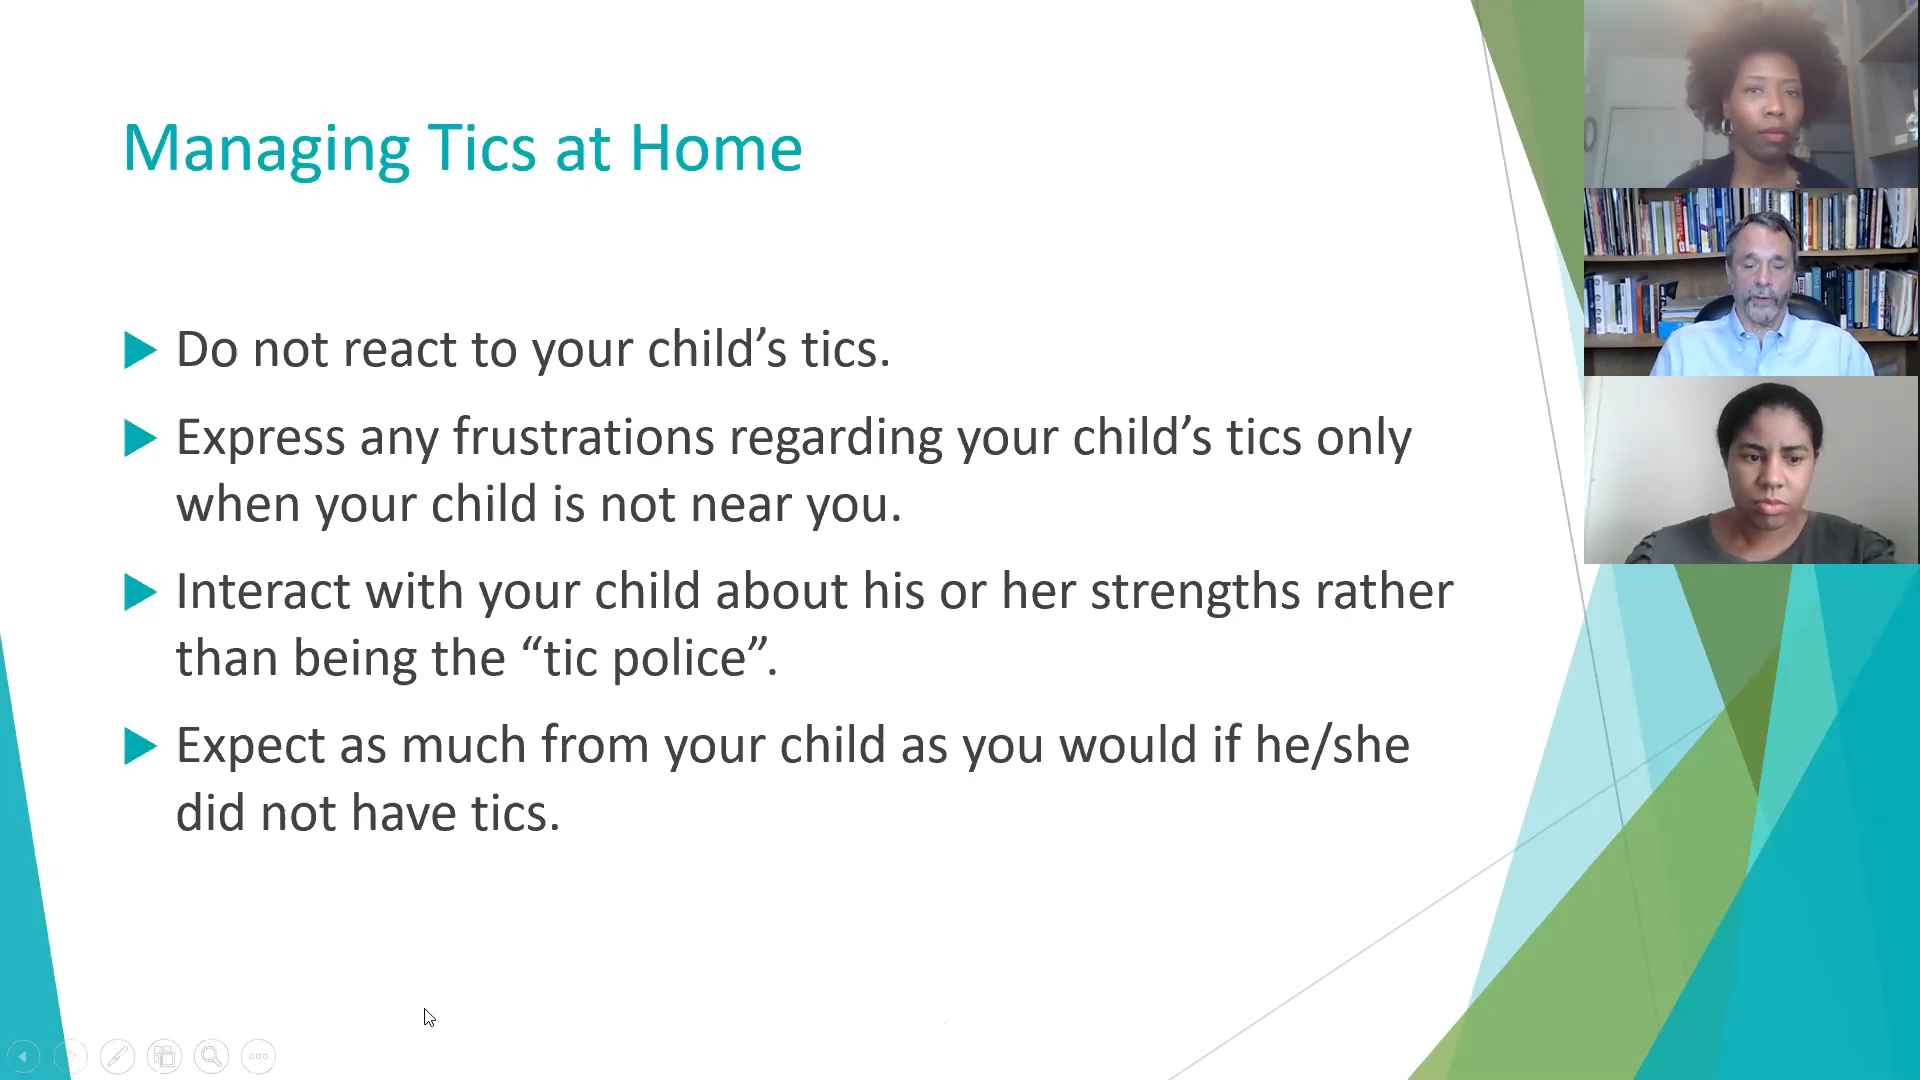 Managing Tics at Home
Do not react to your child’s tics.
Express any frustrations regarding your child’s tics only
when your child is not near you.
Interact with your child about his or her strengths rather
than being the “tic police”.
Expect as much from your child as you would if he/she
did not have tics.